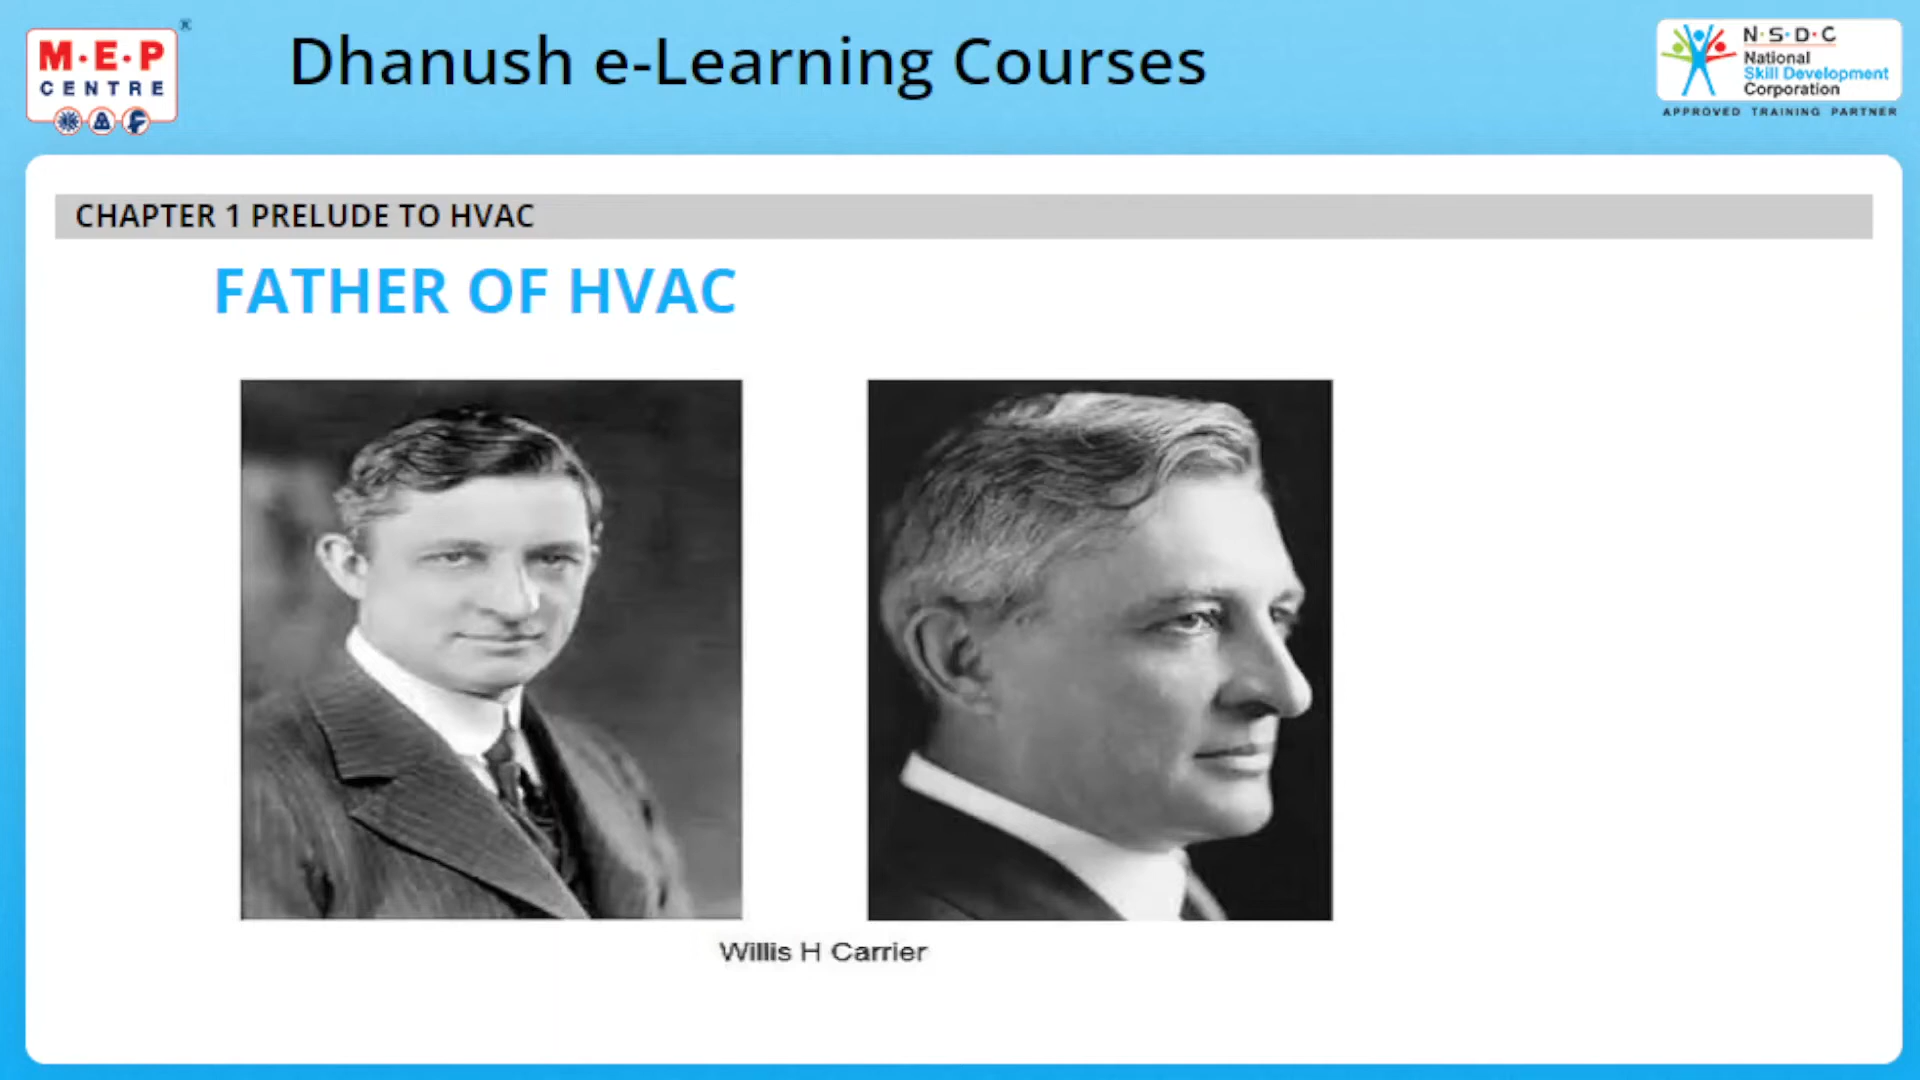 M·E·P
CENTRE
Dhanush e-Learning Courses
N·S·D·C
National
Skill Development
Corporation
APPROVED TRAINING PARTNER
CHAPTER 1 PRELUDE TO HVAC
FATHER OF HVAC
Willis H Carrier